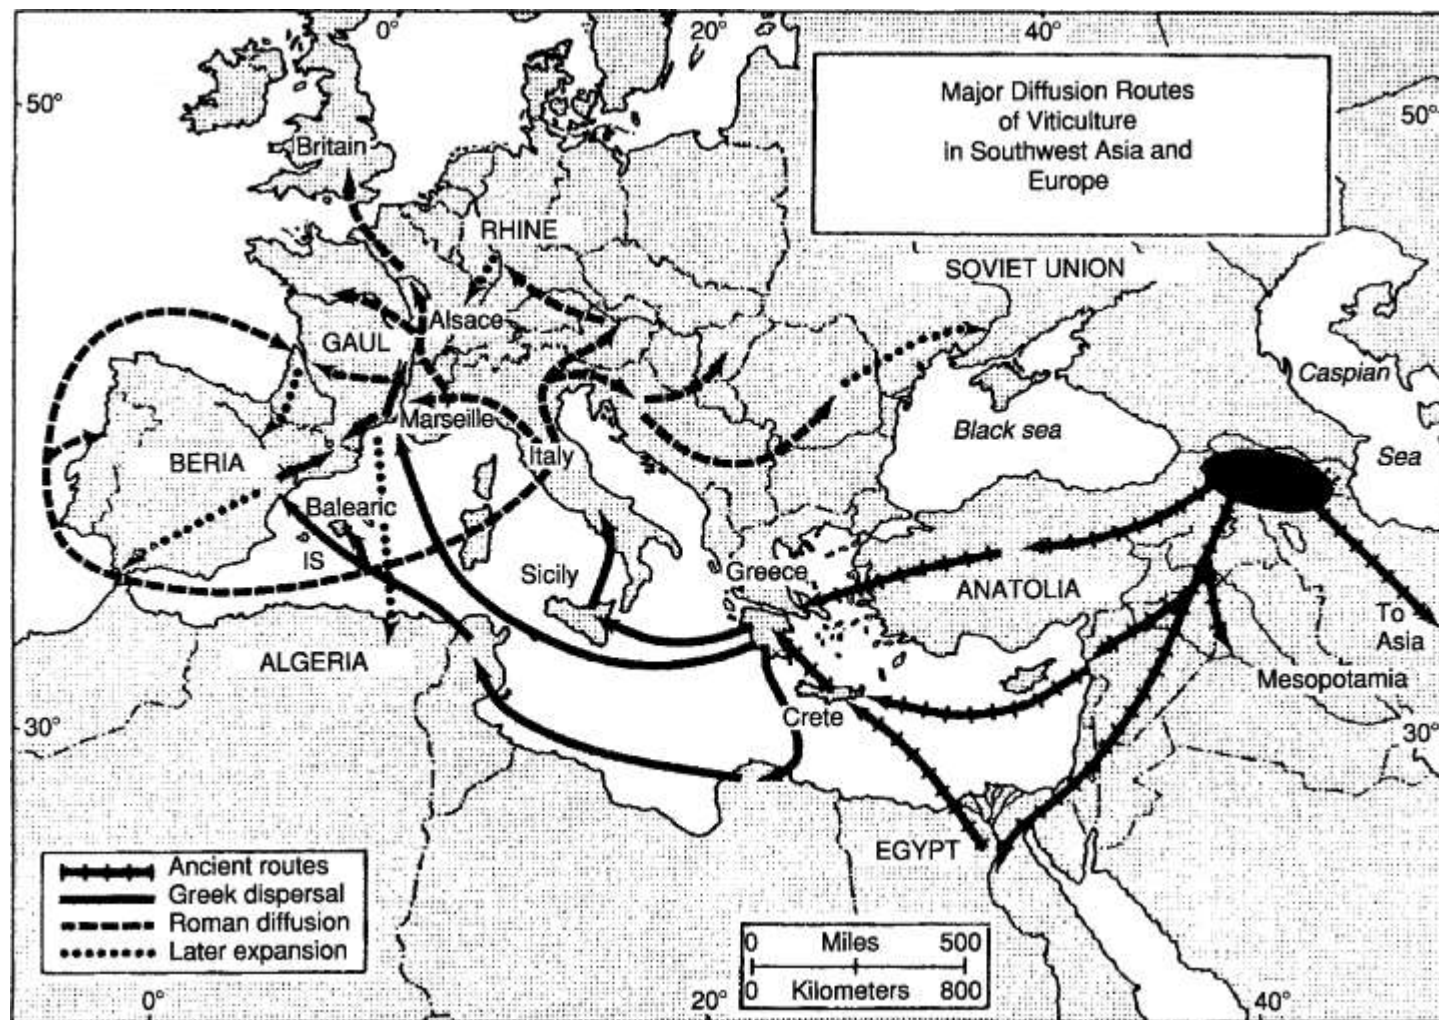 0°
20°
40°
50°
50°
Major Diffusion Routes
of Viticulture
in Southwest Asia and
Europe
Britain
RHINE
SOVIET UNION
Alsace
GAUL
Caspian
Sea
Marseille
Black sea
BERIA
Italy
Balearic
IS
Sicily
Greece
ANATOLIA
To
Asia
ALGERIA
Mesopotamia
Crete
30°
30°
EGYPT
Ancient routes
Greek dispersal
Roman diffusion
Later expansion
0 Miles 500
0 Kilometers 800
0°
20°
40°